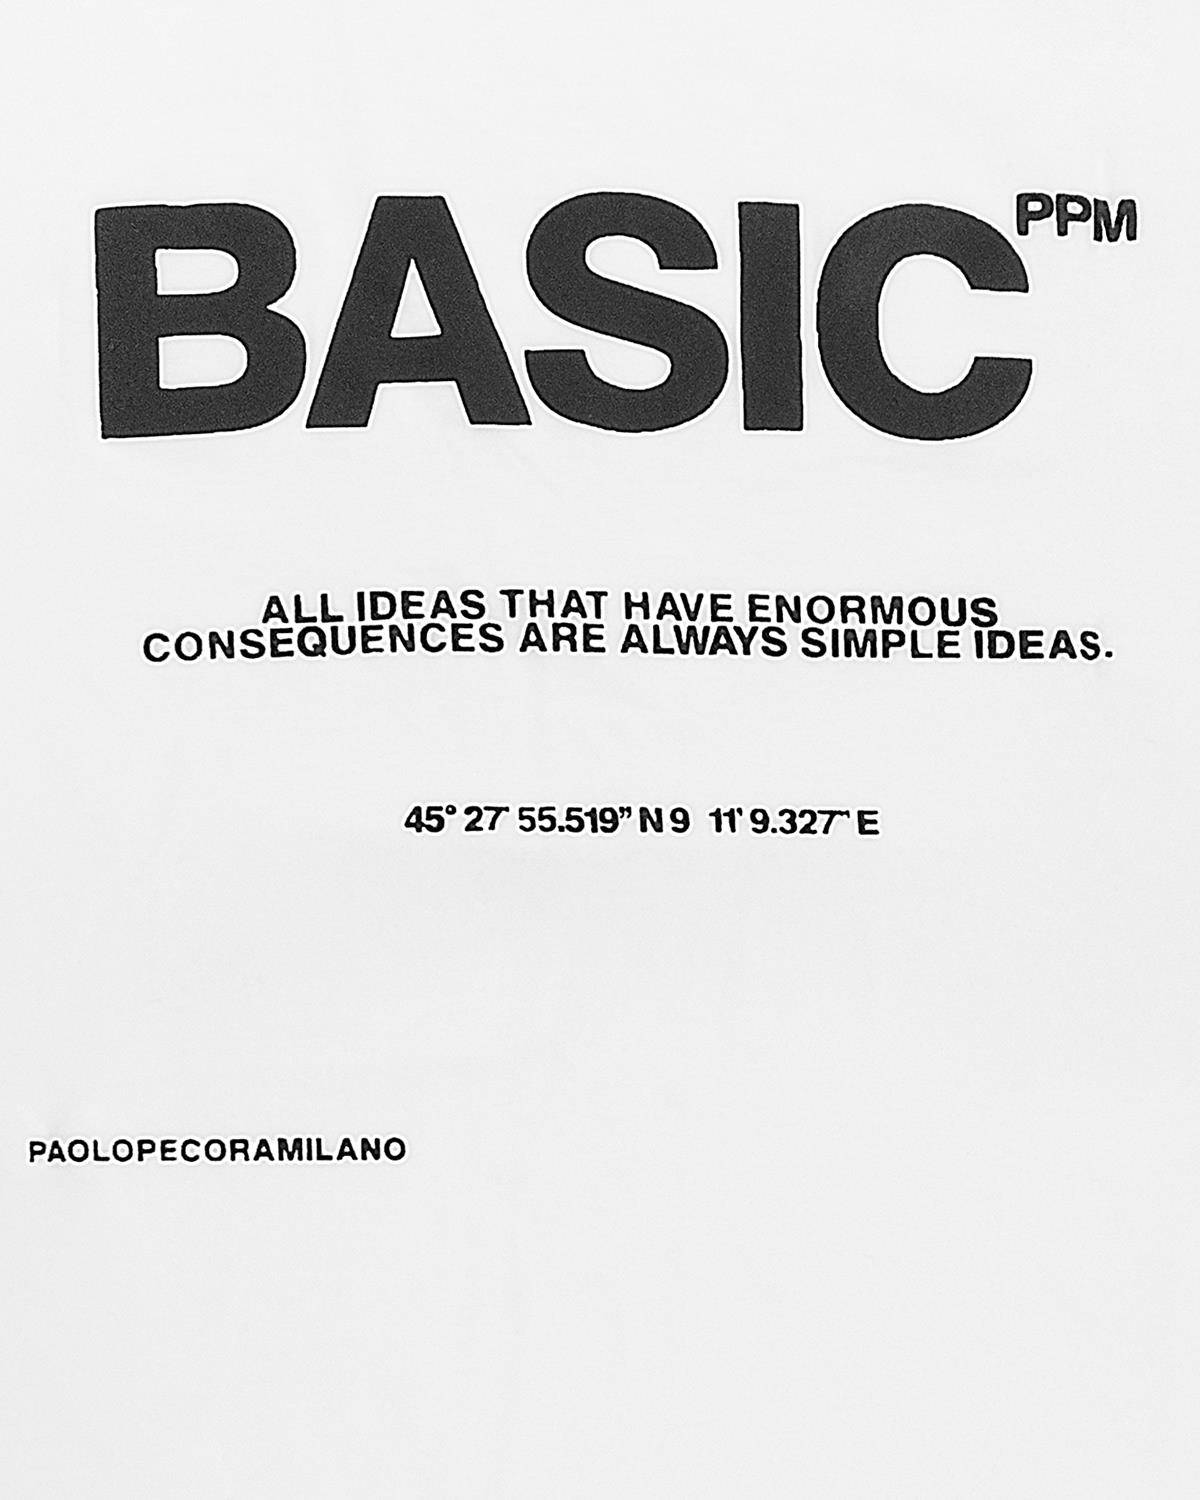 BASIC PPM
ALL IDEAS THAT HAVE ENORMOUS
CONSEQUENCES ARE ALWAYS SIMPLE IDEAS.
45° 27' 55.519” N 9 11' 9.327” E
PAOLOPECORAMILANO